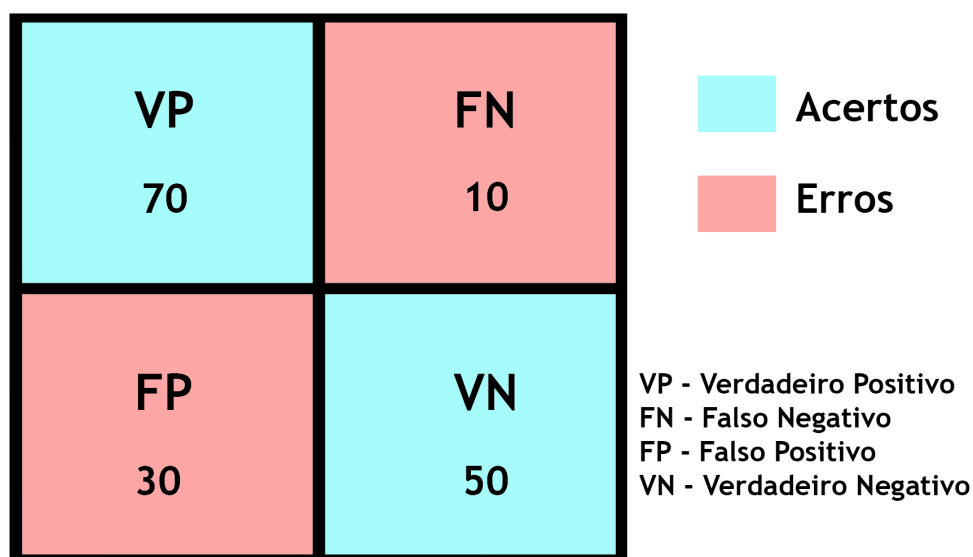 VP
70
FN
10
FP
30
VN
50
Acertos
Erros
VP - Verdadeiro Positivo
FN - Falso Negativo
FP - Falso Positivo
VN - Verdadeiro Negativo